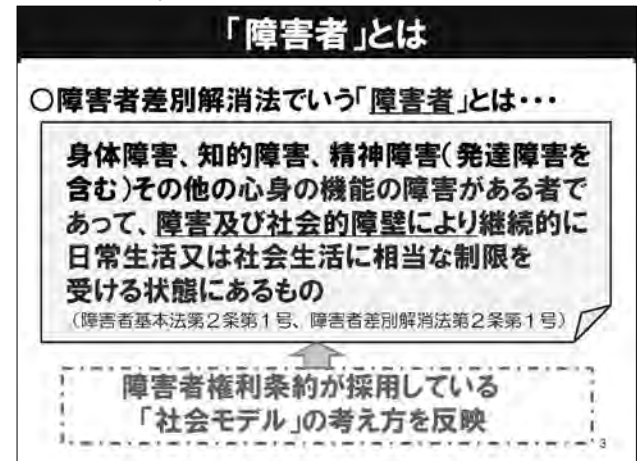 「障害者」とは
○障害者差別解消法でいう「障害者」とは・・・
身体障害、知的障害、精神障害（発達障害を
含む）その他の心身の機能の障害がある者で
あって、障害及び社会的障壁により継続的に
日常生活又は社会生活に相当な制限を
受ける状態にあるもの
（障害者基本法第２条第１号、障害者差別解消法第２条第１号）
障害者権利条約が採用している
「社会モデル」の考え方を反映
3